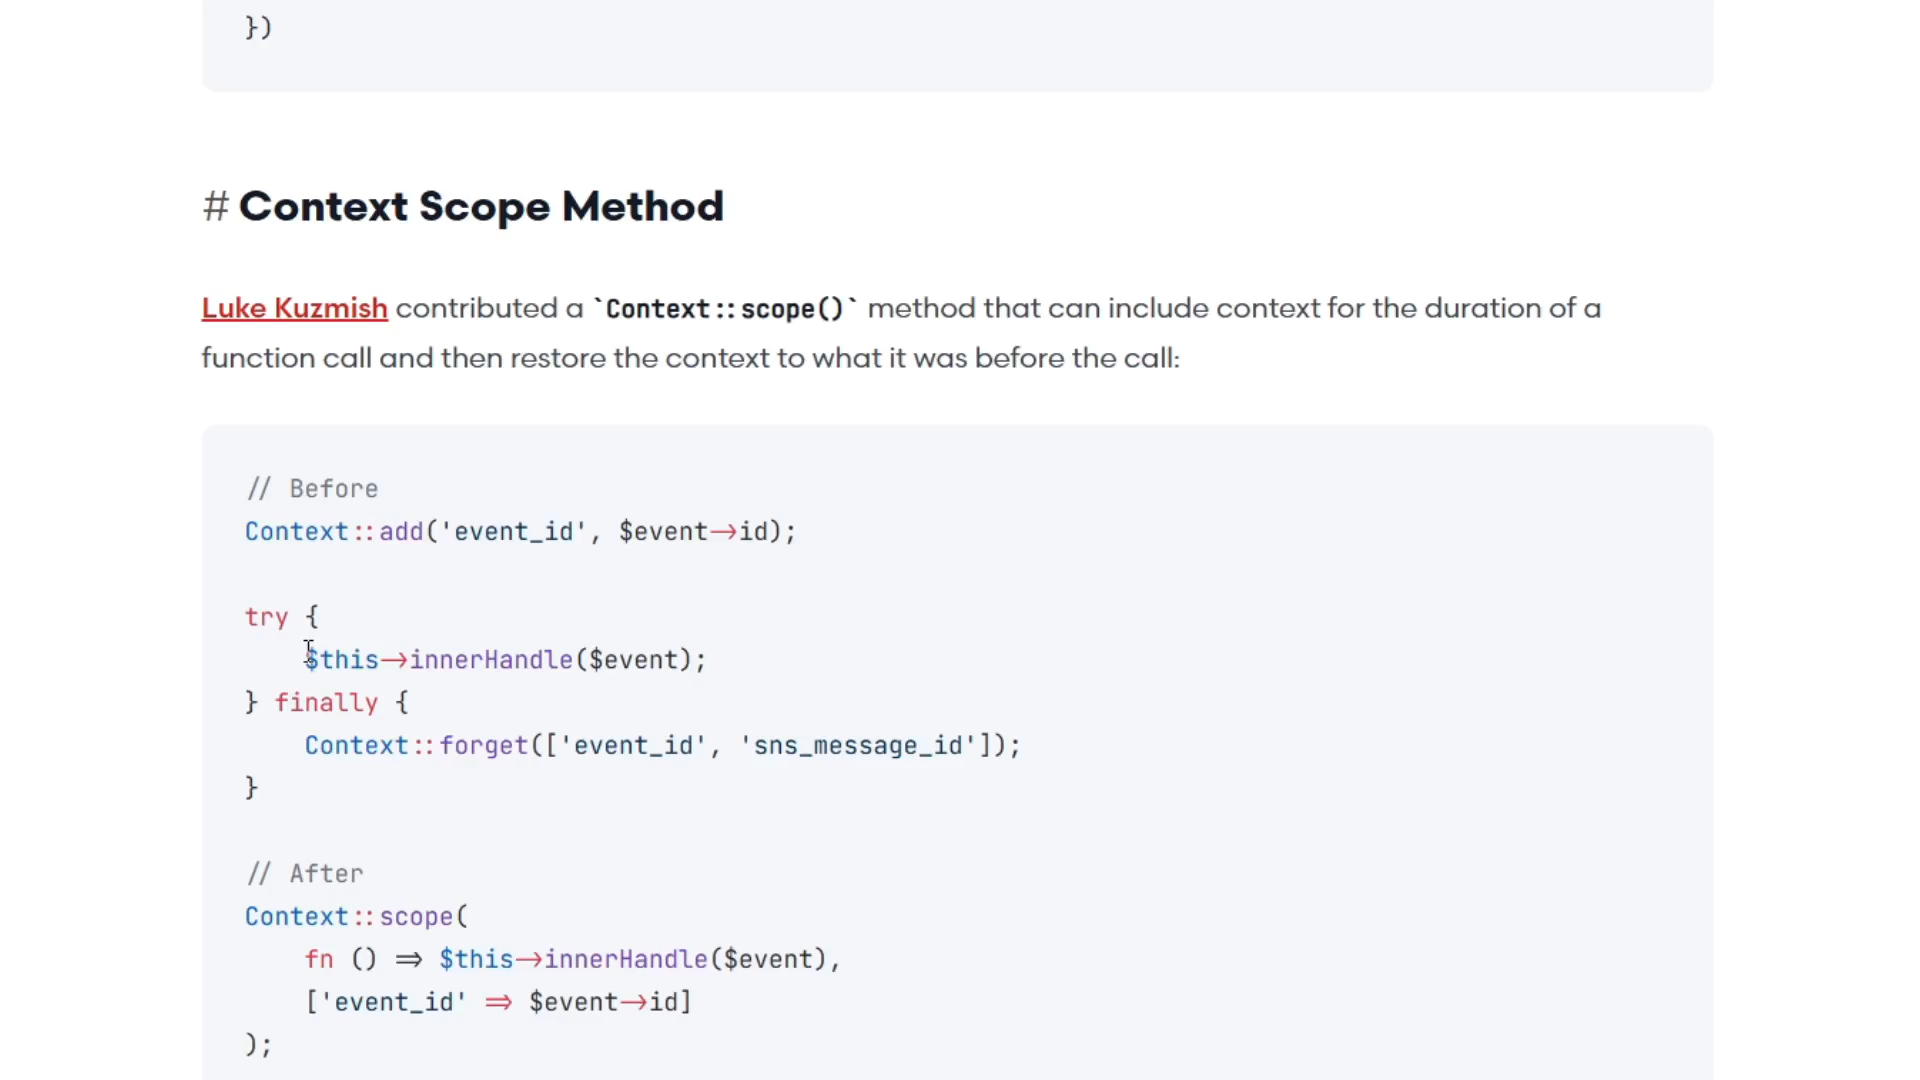 })
# Context Scope Method
Luke Kuzmish contributed a `Context::scope()` method that can include context for the duration of a
function call and then restore the context to what it was before the call:
// Before
Context::add('event_id', $event->id);
try {
    $this->innerHandle($event);
} finally {
    Context::forget(['event_id', 'sns_message_id']);
}
// After
Context::scope(
    fn () => $this->innerHandle($event),
    ['event_id' => $event->id]
);